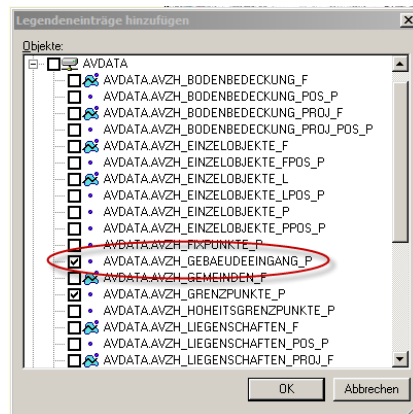 Legendeneinträge hinzufügen
Objekte:
AVDATA
AVDATA.AVZH_BODENBEDECKUNG_F
AVDATA.AVZH_BODENBEDECKUNG_POS_P
AVDATA.AVZH_BODENBEDECKUNG_PROJ_F
AVDATA.AVZH_BODENBEDECKUNG_PROJ_POS_P
AVDATA.AVZH_EINZELOBJEKTE_F
AVDATA.AVZH_EINZELOBJEKTE_FPOS_P
AVDATA.AVZH_EINZELOBJEKTE_L
AVDATA.AVZH_EINZELOBJEKTE_LPOS_P
AVDATA.AVZH_EINZELOBJEKTE_P
AVDATA.AVZH_EINZELOBJEKTE_PPOS_P
AVDATA.AVZH_FIXPUNKTE_P
AVDATA.AVZH_GEBAEUDEEINGANG_P
AVDATA.AVZH_GEMEINDEN_F
AVDATA.AVZH_GRENZPUNKTE_P
AVDATA.AVZH_HOHEITSGRENZPUNKTE_P
AVDATA.AVZH_LIEGENSCHAFTEN_F
AVDATA.AVZH_LIEGENSCHAFTEN_POS_P
AVDATA.AVZH_LIEGENSCHAFTEN_PROJ_F
OK Abbrechen